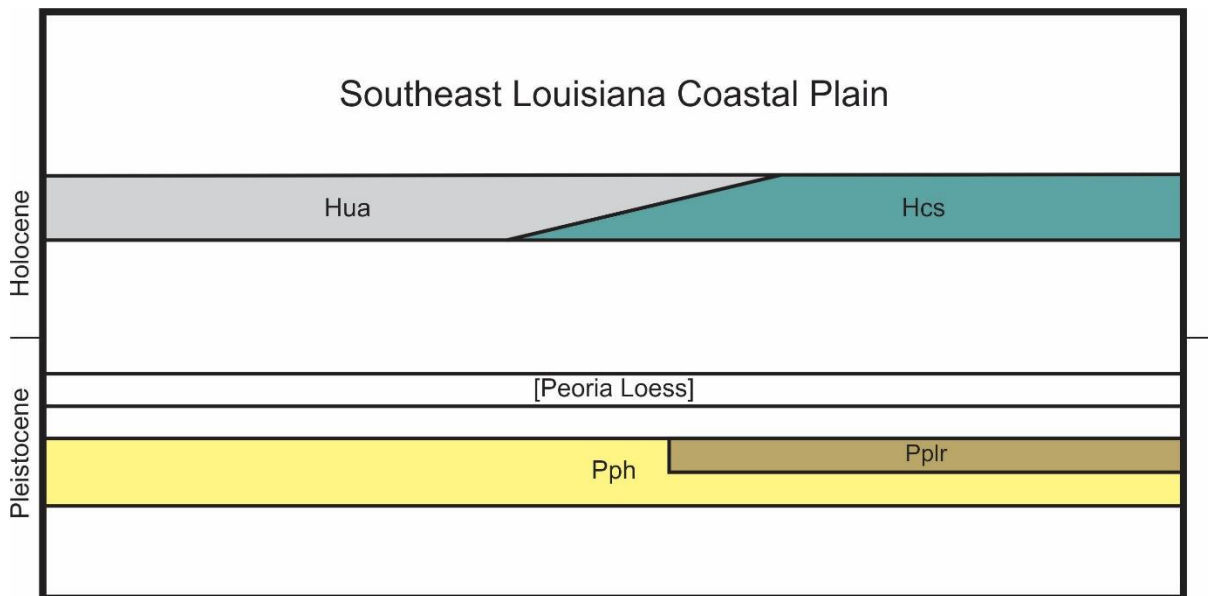 Southeast Louisiana Coastal Plain
Holocene
Hua
Hcs
Pleistocene
[Peoria Loess]
Pph
Pplr